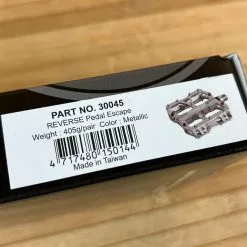 PART NO. 30045
REVERSE Pedal Escape
Weight : 405g/pair Color : Metallic
4 717480 150144
Made in Taiwan